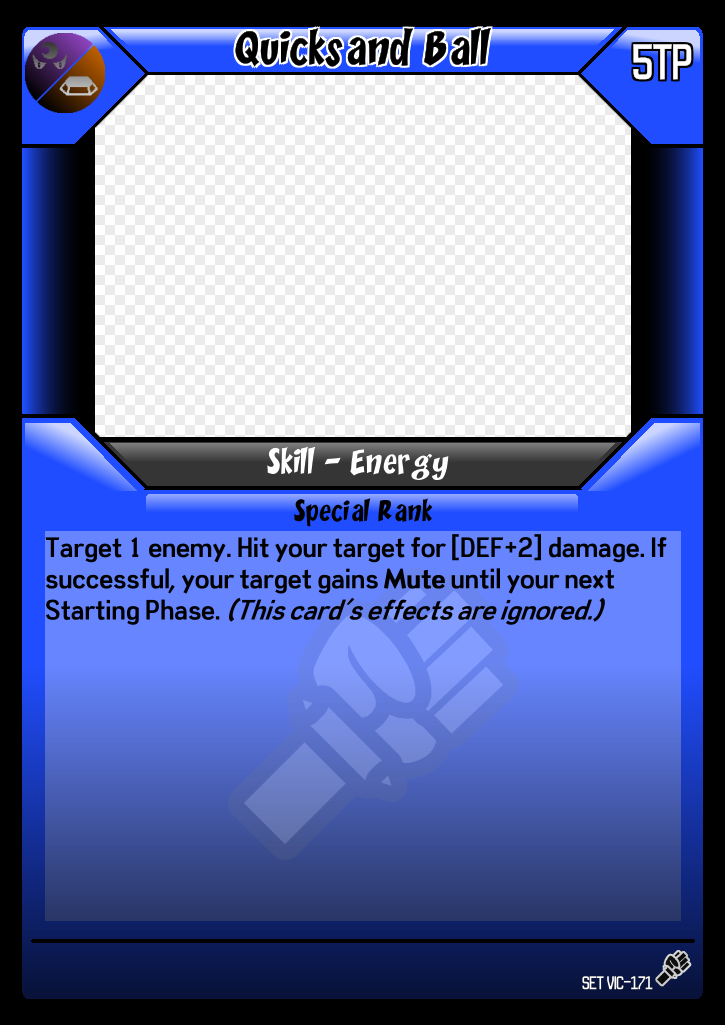 Quicksand Ball
5TP
Skill - Energy
Special Rank
Target 1 enemy. Hit your target for [DEF+2] damage. If
successful, your target gains Mute until your next
Starting Phase. (This card's effects are ignored.)
SET VIC-171